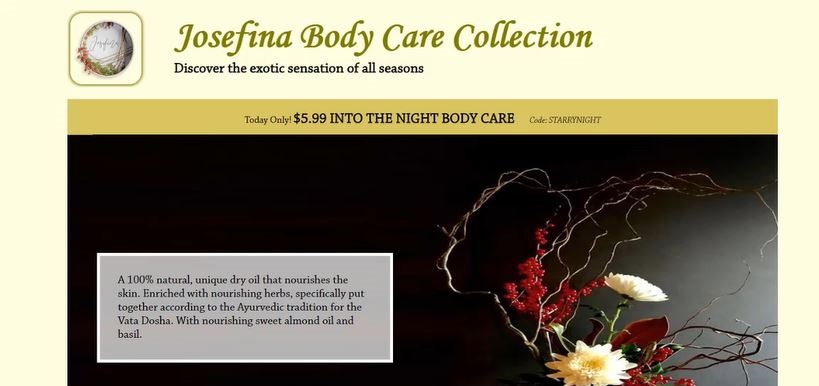 Josefina
Josefina Body Care Collection
Discover the exotic sensation of all seasons
Today Only! $5.99 INTO THE NIGHT BODY CARE Code: STARRYNIGHT
A 100% natural, unique dry oil that nourishes the
skin. Enriched with nourishing herbs, specifically put
together according to the Ayurvedic tradition for the
Vata Dosha. With nourishing sweet almond oil and
basil.